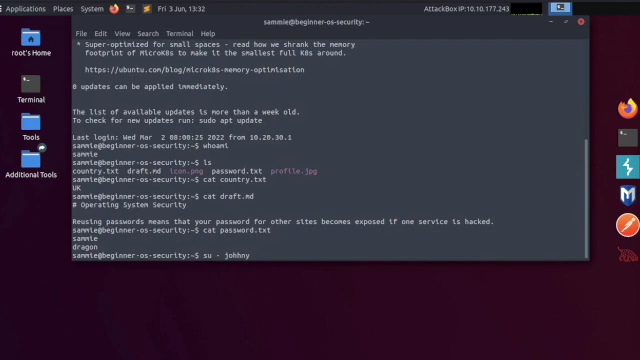 Applications Places System Fri 3 Jun, 13:32 AttackBox IP:10.10.177.243
sammie@beginner-os-security: ~
File Edit View Search Terminal Help
* Super-optimized for small spaces - read how we shrank the memory
footprint of MicroK8s to make it the smallest full K8s around.
https://ubuntu.com/blog/microk8s-memory-optimisation
0 updates can be applied immediately.
The list of available updates is more than a week old.
To check for new updates run: sudo apt update
Last login: Wed Mar 2 08:00:25 2022 from 10.20.30.1
sammie@beginner-os-security:~$ whoami
sammie
sammie@beginner-os-security:~$ ls
country.txt draft.md icon.png password.txt profile.jpg
sammie@beginner-os-security:~$ cat country.txt
UK
sammie@beginner-os-security:~$ cat draft.md
# Operating System Security
Reusing passwords means that your password for other sites becomes exposed if one service is hacked.
sammie@beginner-os-security:~$ cat password.txt
sammie
dragon
sammie@beginner-os-security:~$ su - johhny
root's Home
Terminal
Tools
Additional Tools